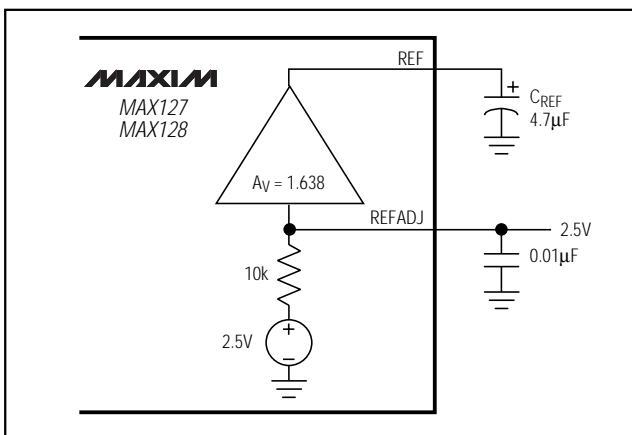 REF
MAXIM
MAX127
MAX128
+
CREF
4.7µF
AV = 1.638
REFADJ
2.5V
0.01µF
10k
2.5V
+
–